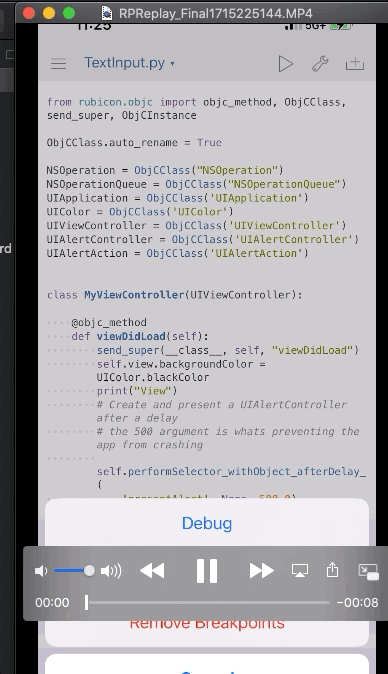 RPReplay_Final1715225144.MP4
11:25
5G+
TextInput.py
from rubicon.objc import objc_method, ObjCClass,
send_super, ObjCInstance
ObjCClass.auto_rename = True
NSOperation = ObjCClass("NSOperation")
NSOperationQueue = ObjCClass("NSOperationQueue")
UIApplication = ObjCClass('UIApplication')
UIColor = ObjCClass('UIColor')
UIViewController = ObjCClass('UIViewController')
UIAlertController = ObjCClass('UIAlertController')
UIAlertAction = ObjCClass('UIAlertAction')
rd
class MyViewController(UIViewController):
@objc_method
def viewDidLoad(self):
send_super(__class__, self, "viewDidLoad")
self.view.backgroundColor =
UIColor.blackColor
print("View")
# Create and present a UIAlertController
after a delay
# the 500 argument is whats preventing the
app from crashing
self.performSelector_withObject_afterDelay_
(
'presentAlert', None, 500.0)
Debug
00:00
-00:08
Remove Breakpoints